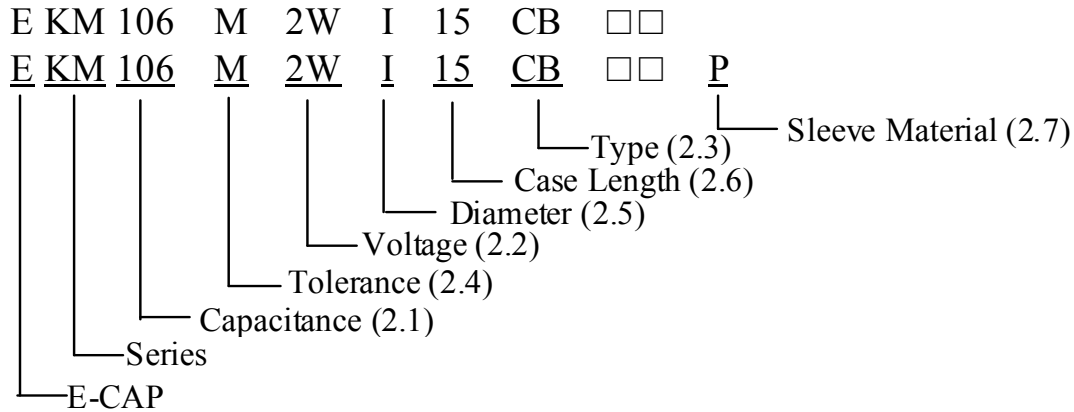 E KM 106 M 2W I 15 CB □□
E KM 106 M 2W I 15 CB □□ P
Sleeve Material (2.7)
Type (2.3)
Case Length (2.6)
Diameter (2.5)
Voltage (2.2)
Tolerance (2.4)
Capacitance (2.1)
Series
E-CAP